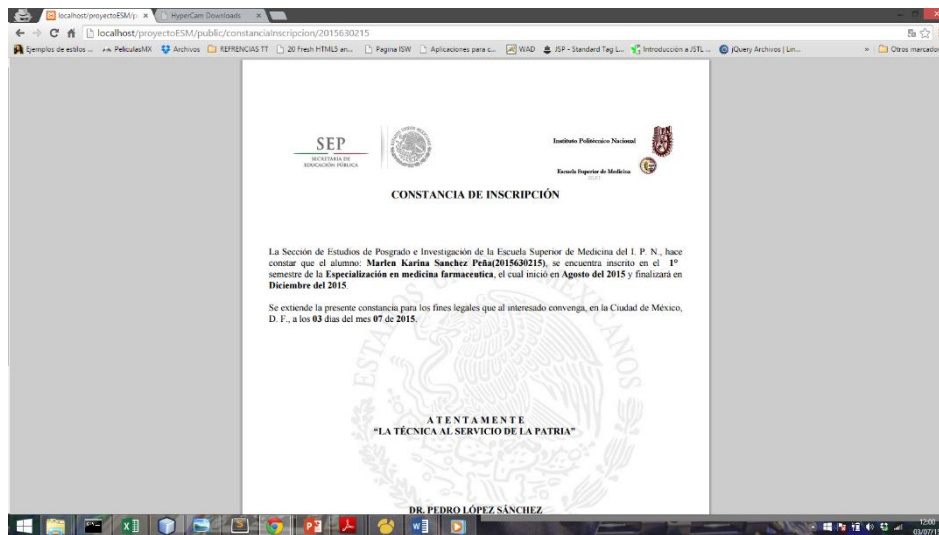 localhost/proyectoESM/p
HyperCam Downloads
localhost/proyectoESM/public/constanciaInscripcion/2015630215
Ejemplos de estilos ...
PeliculasMX
Archivos
REFRENCIAS TT
20 Fresh HTML5 an...
Pagina ISW
Aplicaciones para c...
WAD
JSP - Standard Tag L...
Introducción a JSTL ...
jQuery Archivos | Lin...
»
Otros marcador
SEP
SECRETARÍA DE
EDUCACIÓN PÚBLICA
Instituto Politécnico Nacional
Escuela Superior de Medicina
CONSTANCIA DE INSCRIPCIÓN
La Sección de Estudios de Posgrado e Investigación de la Escuela Superior de Medicina del I. P. N., hace
constar que el alumno: Marlen Karina Sanchez Peña(2015630215), se encuentra inscrito en el 1º
semestre de la Especialización en medicina farmaceutica, el cual inició en Agosto del 2015 y finalizará en
Diciembre del 2015.
Se extiende la presente constancia para los fines legales que al interesado convenga, en la Ciudad de México,
D. F., a los 03 días del mes 07 de 2015.
ESTADOS UNIDOS MEXICANOS
A T E N T A M E N T E
“LA TÉCNICA AL SERVICIO DE LA PATRIA”
DR. PEDRO LÓPEZ SÁNCHEZ
12:00
03/07/1